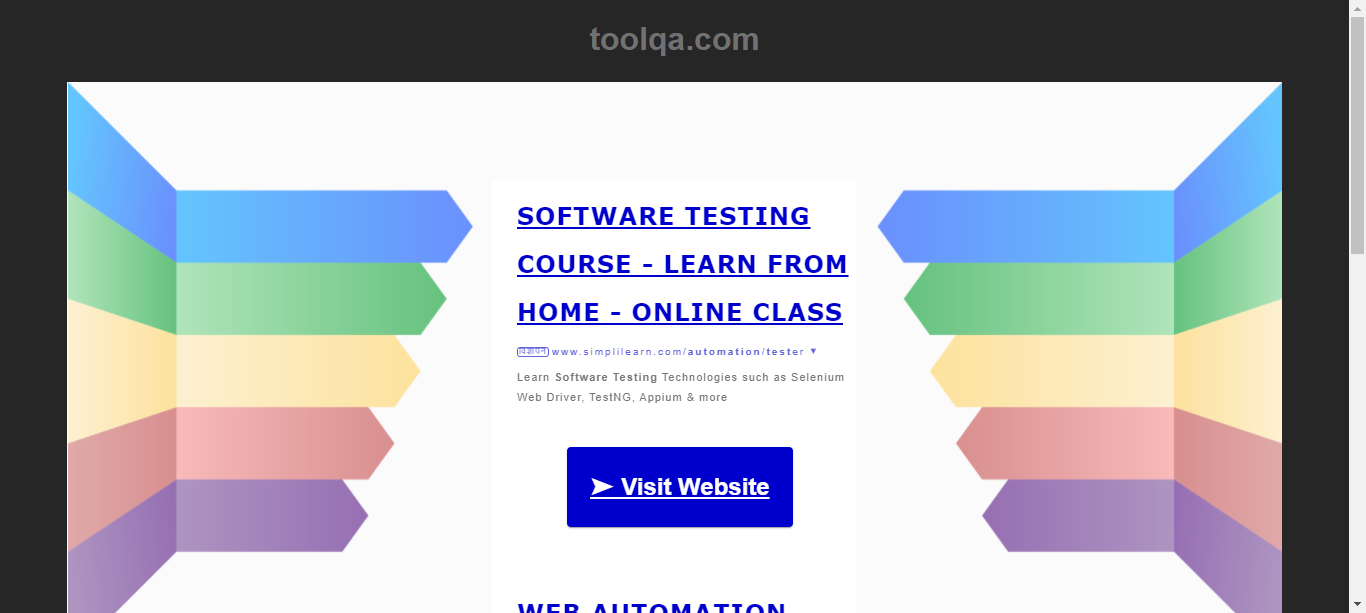 toolqa.com
SOFTWARE TESTING
COURSE - LEARN FROM
HOME - ONLINE CLASS
विज्ञापन www.simplilearn.com/automation/tester ▼
Learn Software Testing Technologies such as Selenium
Web Driver, TestNG, Appium & more
➤ Visit Website
WEB AUTOMATION